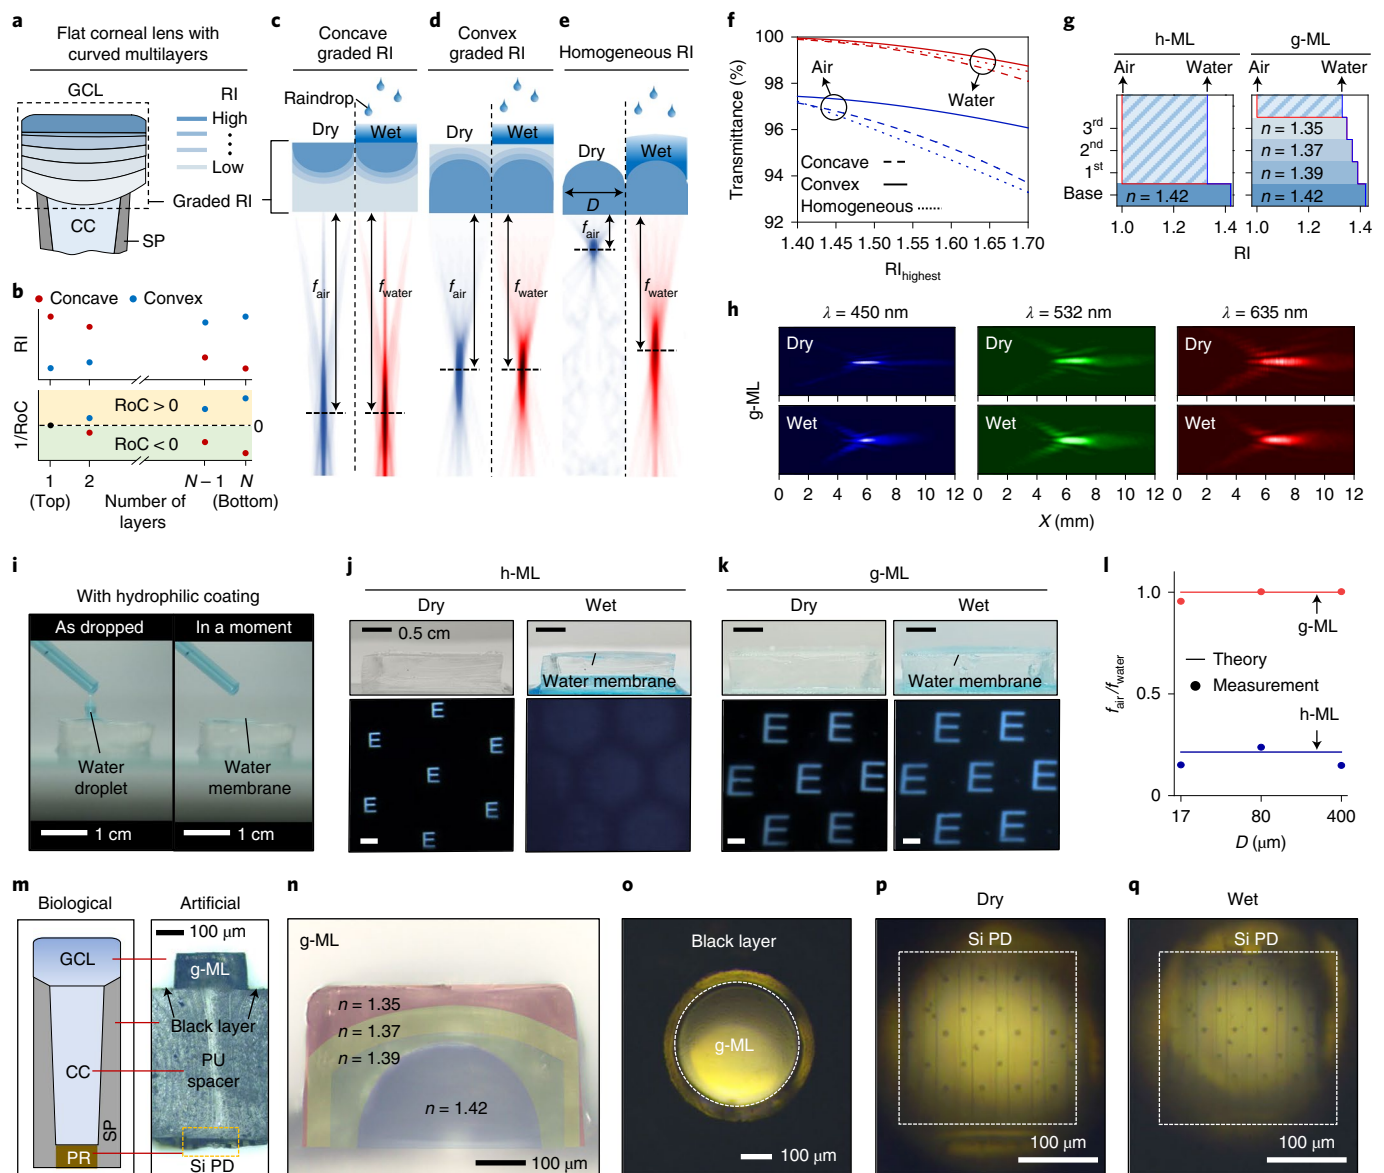 a
Flat corneal lens with
curved multilayers
GCL
RI
High
Low
Graded RI
CC
SP
b
Concave
Convex
RI
1/RoC
RoC > 0
RoC < 0
0
1
2
N – 1
N
(Top)
Number of
layers
(Bottom)
c
Concave
graded RI
Raindrop
Dry
Wet
f air
f water
d
Convex
graded RI
Dry
Wet
f air
f water
e
Homogeneous RI
Dry
Wet
D
f air
f water
f
Transmittance (%)
100
98
96
94
92
Air
Water
Concave
Convex
Homogeneous
1.40 1.45 1.50 1.55 1.60 1.65 1.70
RI highest
g
h-ML
g-ML
Air
Water
Air
Water
3rd
2nd
1st
Base
n = 1.42
n = 1.35
n = 1.37
n = 1.39
n = 1.42
1.0 1.2 1.4
1.0 1.2 1.4
RI
h
λ = 450 nm
λ = 532 nm
λ = 635 nm
g-ML
Dry
Dry
Dry
Wet
Wet
Wet
0 2 4 6 8 10 12
0 2 4 6 8 10 12
0 2 4 6 8 10 12
X (mm)
i
With hydrophilic coating
As dropped
In a moment
Water
droplet
Water
membrane
1 cm
1 cm
j
h-ML
Dry
Wet
0.5 cm
Water membrane
E
E
E
E
E
E
E
k
g-ML
Dry
Wet
Water membrane
E E
E E E
E E
E E
E E E
E E
l
f air/f water
1.0
0.5
0
g-ML
Theory
Measurement
h-ML
17
80
400
D (μm)
m
Biological
Artificial
100 μm
GCL
g-ML
Black layer
CC
PU
spacer
SP
PR
Si PD
n
g-ML
n = 1.35
n = 1.37
n = 1.39
n = 1.42
100 μm
o
Black layer
g-ML
100 μm
p
Dry
Si PD
100 μm
q
Wet
Si PD
100 μm